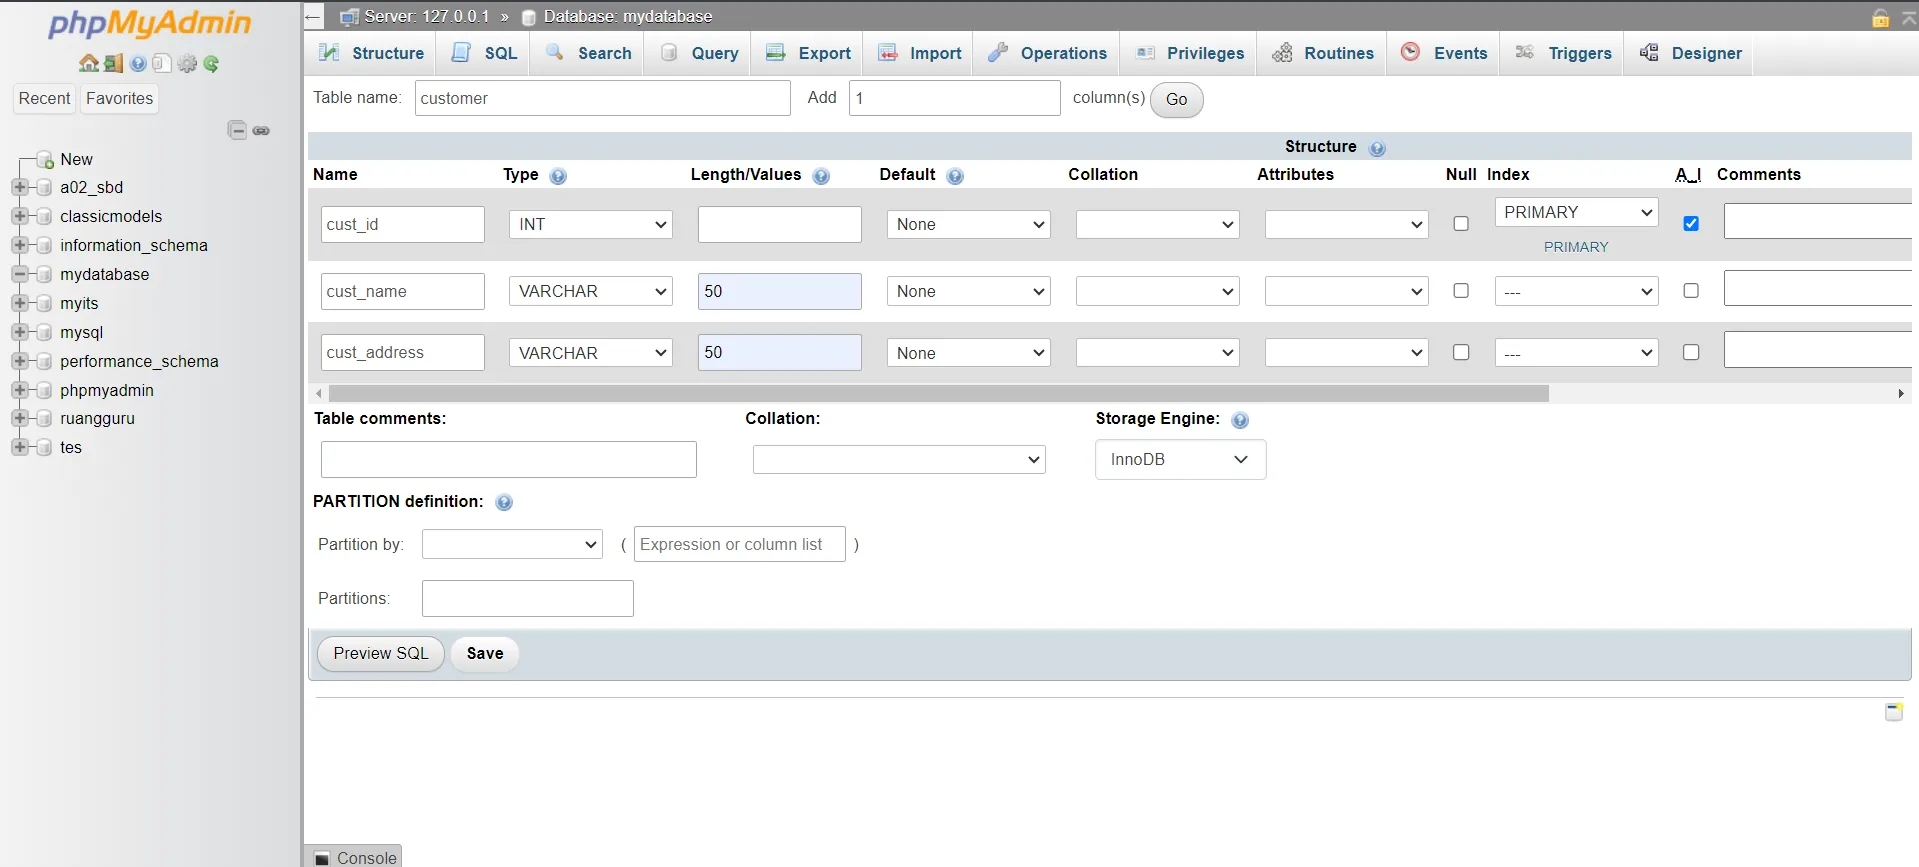 phpMyAdmin
Recent Favorites
New
a02_sbd
classicmodels
information_schema
mydatabase
myits
mysql
performance_schema
phpmyadmin
ruangguru
tes
Server: 127.0.0.1 » Database: mydatabase
Structure SQL Search Query Export Import Operations Privileges Routines Events Triggers Designer
Table name: customer Add 1 column(s) Go
Structure
Name Type Length/Values Default Collation Attributes Null Index A_I Comments
cust_id INT None PRIMARY
PRIMARY
cust_name VARCHAR 50 None ---
cust_address VARCHAR 50 None ---
Table comments: Collation: Storage Engine:
InnoDB
PARTITION definition:
Partition by: ( Expression or column list )
Partitions:
Preview SQL Save
Console